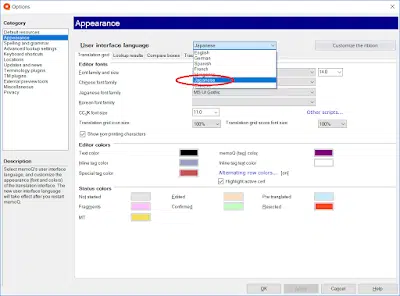 Options
Category
Default resources
Appearance
Spelling and grammar
Advanced lookup settings
Keyboard shortcuts
Locations
Updates and news
Terminology plugins
TM plugins
External previews
Miscellaneous
Privacy
Description
Select memoQ's user interface
language, and customize the
appearance (font and colors)
of the translation interface. The
new user interface language
will take effect after you restart
memoQ.
Appearance
User interface language
Japanese
Customize the ribbon
English
German
Spanish
French
Japanese
Translation grid
Lookup results
Compare boxes
Editor fonts
Font family and size
14.0
Chinese font family
Japanese font family
MS UI Gothic
Korean font family
CCJK font size
11.0
Other scripts...
Translation grid icon size
100%
Translation grid score font size
100%
Show non printing characters
Editor colors
Text color
memoQ {tag} color
Inline tag color
Inline tag text color
Special tag color
Alternating row colors...
[on]
Highlight active cell
Status colors
Not started
Edited
Pre-translated
Fragments
Confirmed
Rejected
MT
OK
Apply
Cancel
Help